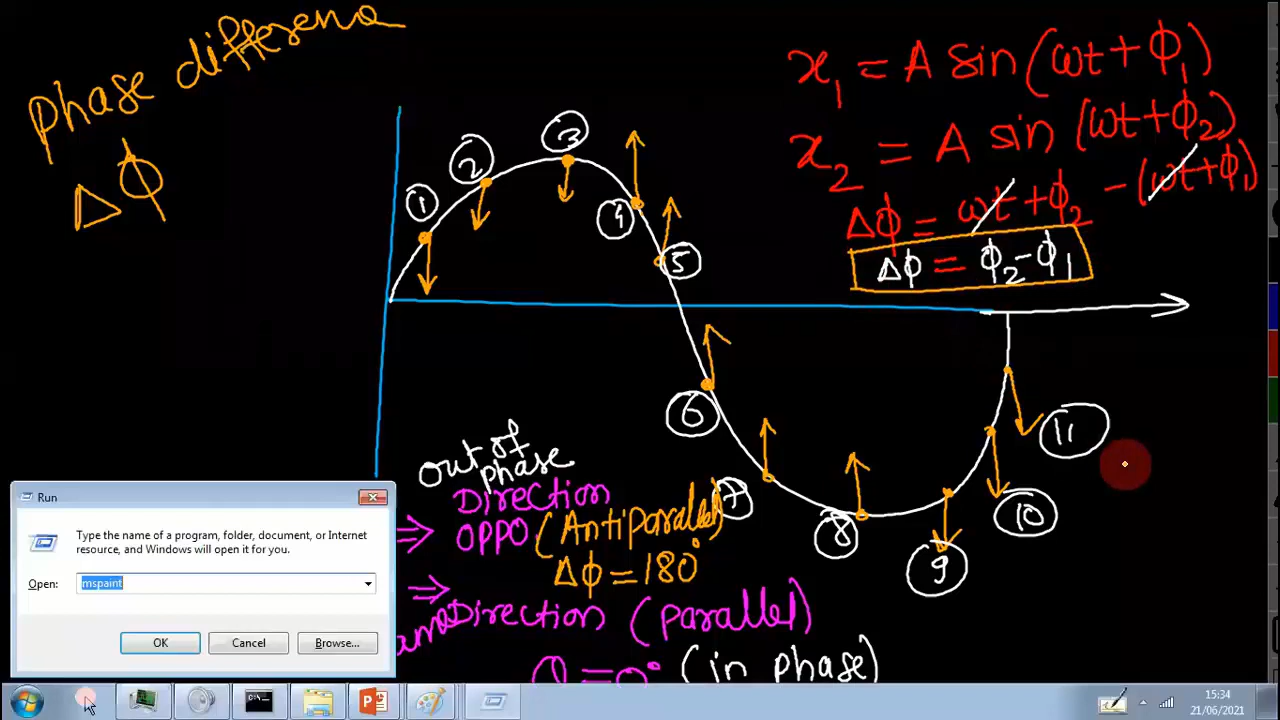 phase difference
Δϕ
x₁ = A sin(ωt + ϕ₁)
x₂ = A sin(ωt + ϕ₂)
Δϕ = ωt + ϕ₂ - (ωt + ϕ₁)
Δϕ = ϕ₂ - ϕ₁
1
2
3
4
5
6
7
8
9
10
11
out of
phase
Direction
⇒ OPPO (Antiparallel)
Δϕ = 180°
⇒
Direction (parallel)
= 0° (in phase)
Run
Type the name of a program, folder, document, or Internet
resource, and Windows will open it for you.
Open: mspaint
OK Cancel Browse...
15:34
21/06/2021